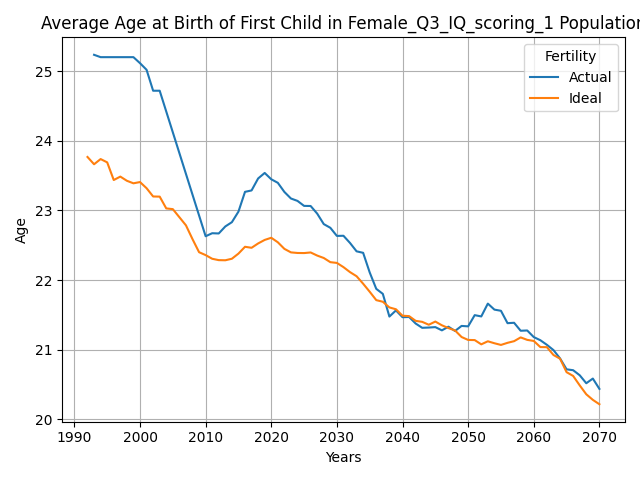 Average Age at Birth of First Child in Female_Q3_IQ_scoring_1 Population
Fertility
Actual
Ideal
25
24
23
22
21
20
Age
1990
2000
2010
2020
2030
2040
2050
2060
2070
Years